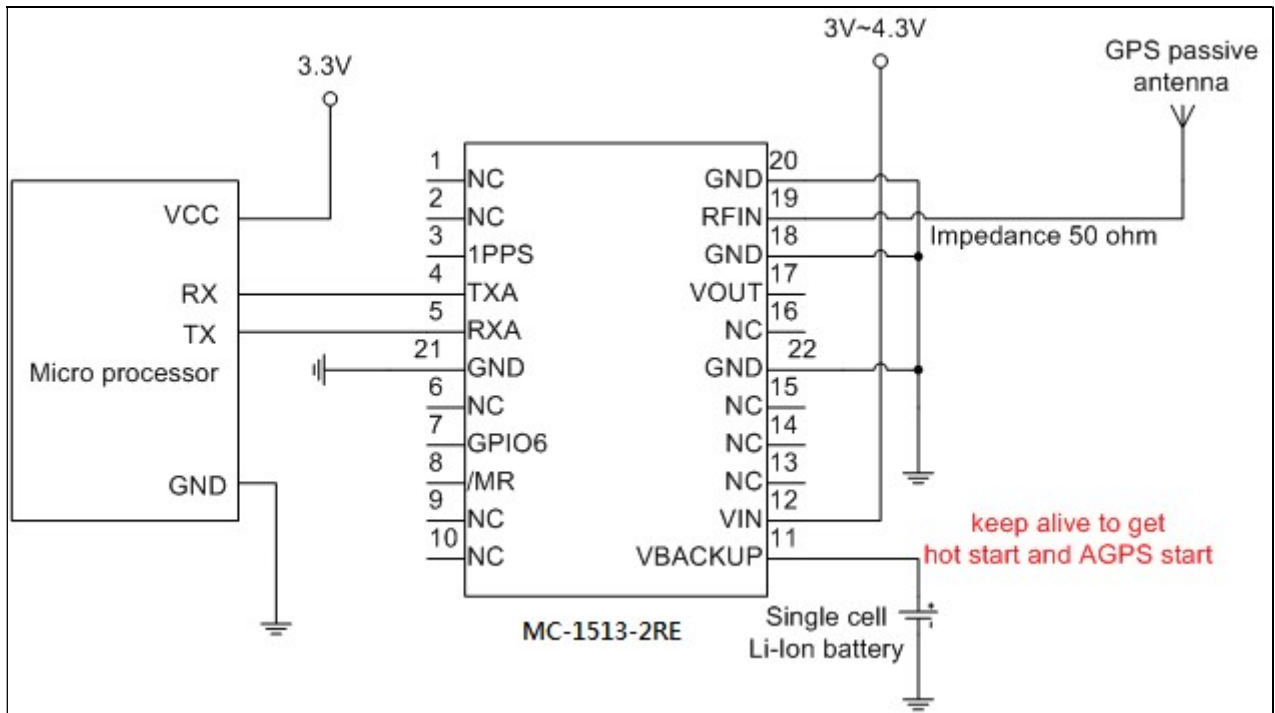 3.3V
3V~4.3V
GPS passive
antenna
VCC
RX
TX
Micro processor
GND
1
NC
2
NC
3
1PPS
4
TXA
5
RXA
21
GND
6
NC
7
GPIO6
8
/MR
9
NC
10
NC
20
GND
19
RFIN
18
GND
17
VOUT
16
NC
22
GND
15
NC
14
NC
13
NC
12
VIN
11
VBACKUP
Impedance 50 ohm
keep alive to get
hot start and AGPS start
Single cell
Li-Ion battery
+
-
MC-1513-2RE